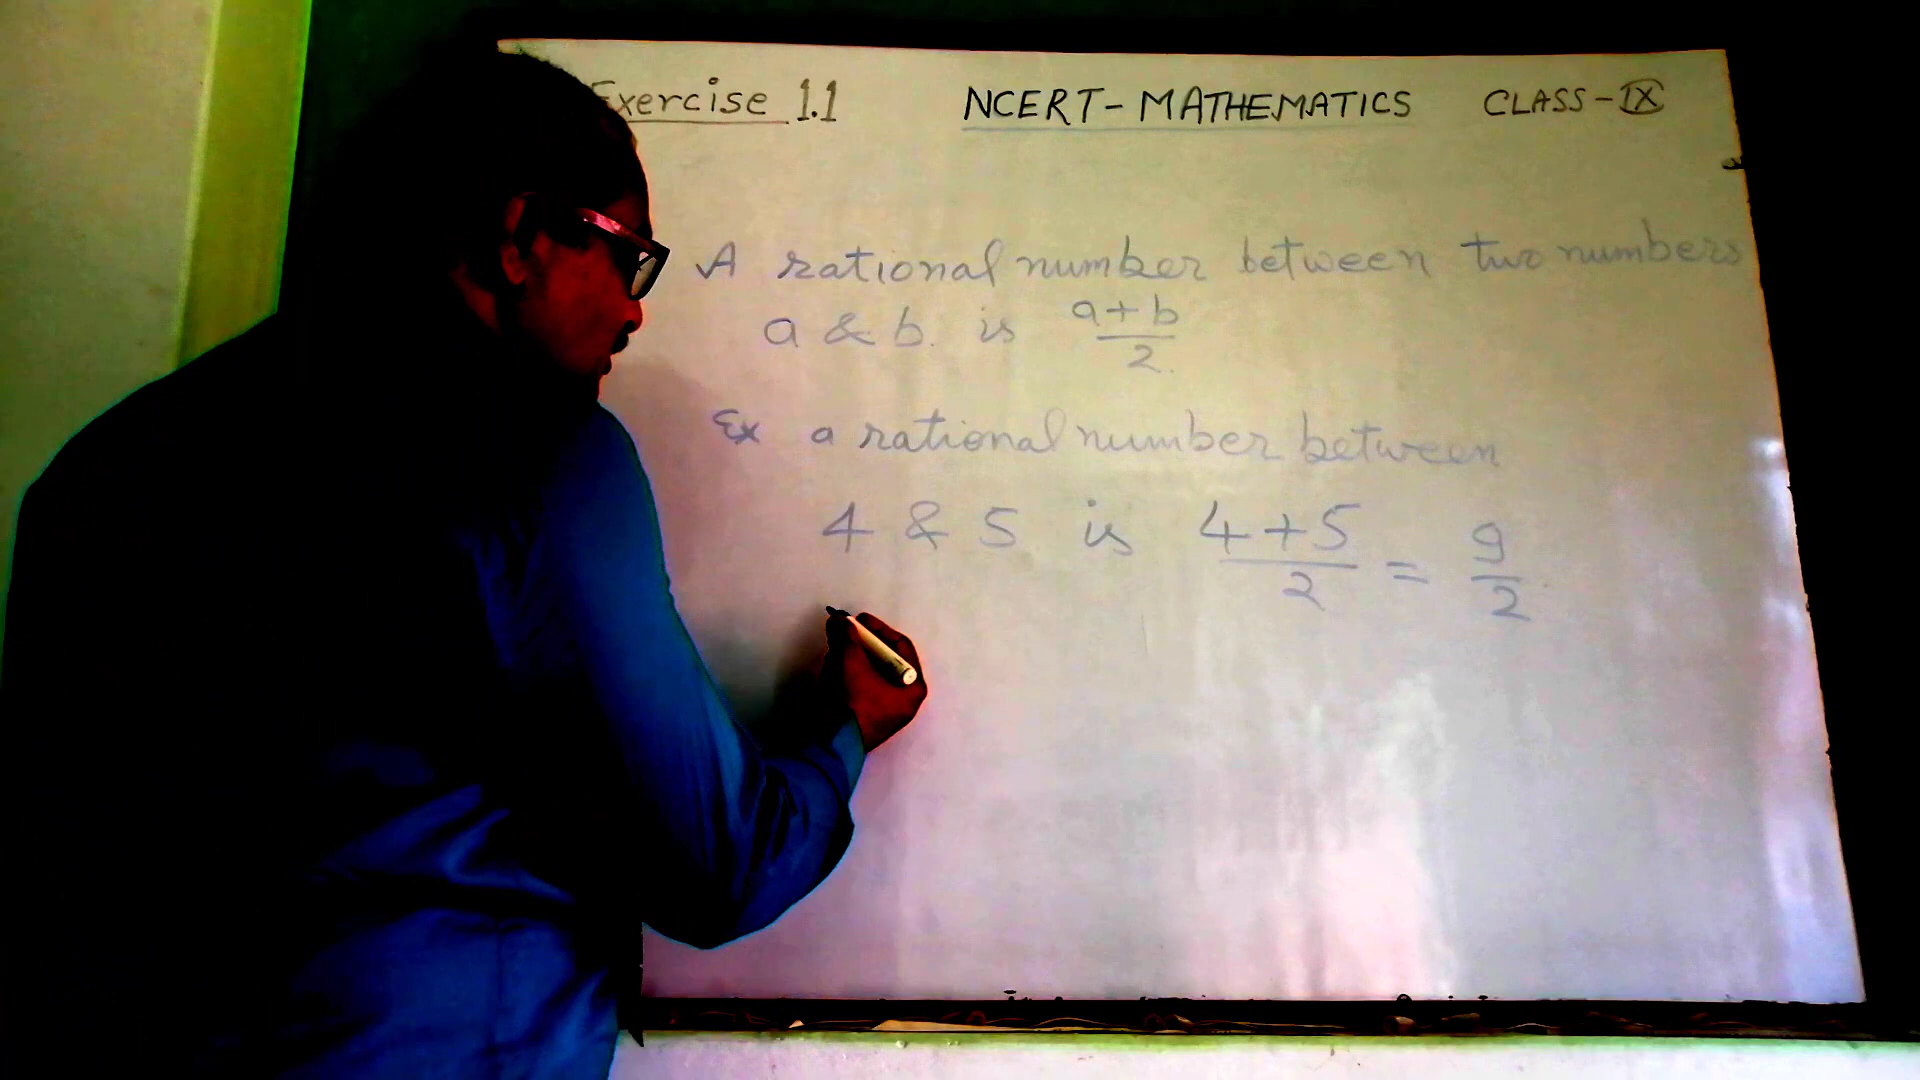 Exercise 1.1 NCERT - MATHEMATICS CLASS - IX
A rational number between two numbers
a & b. is a+b/2.
Ex a rational number between
4 & 5 is 4+5/2 = 9/2